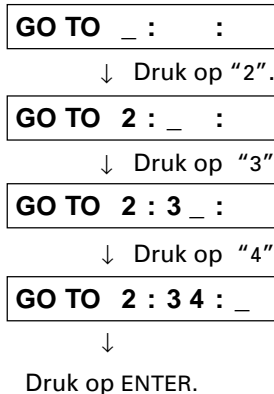 GO TO _ :   :
↓ Druk op “2”.
GO TO 2 : _   :
↓ Druk op “3”
GO TO 2 : 3 _ :
↓ Druk op “4”
GO TO 2 : 3 4 : _
↓
Druk op ENTER.